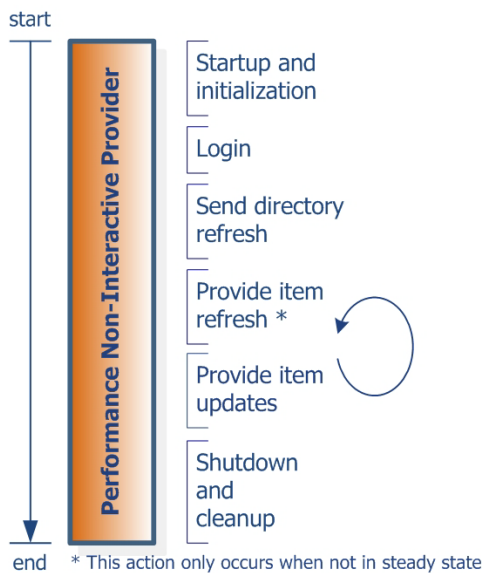 start
Performance Non-Interactive Provider
Startup and
initialization
Login
Send directory
refresh
Provide item
refresh *
Provide item
updates
Shutdown
and
cleanup
end
* This action only occurs when not in steady state